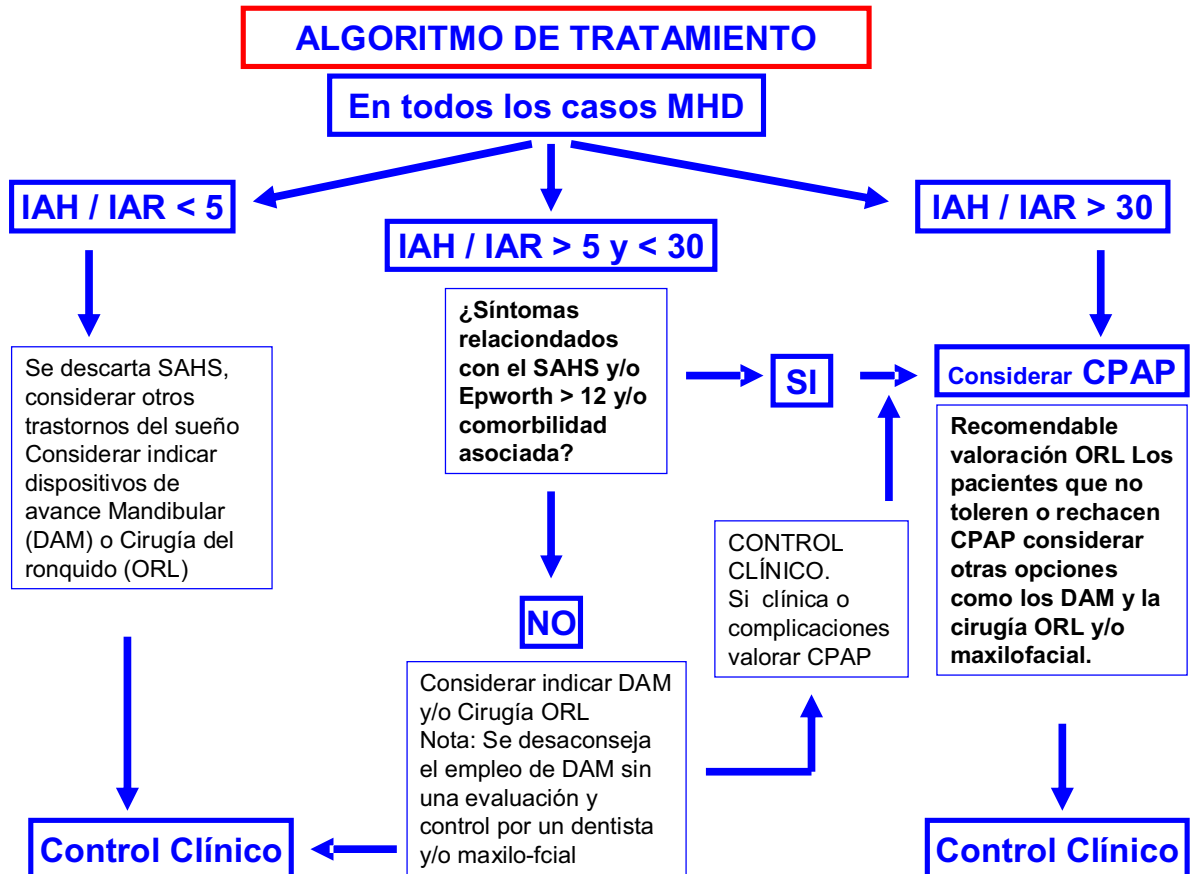 ALGORITMO DE TRATAMIENTO
En todos los casos MHD
IAH / IAR < 5
IAH / IAR > 5 y < 30
IAH / IAR > 30
Se descarta SAHS,
considerar otros
trastornos del sueño
Considerar indicar
dispositivos de
avance Mandibular
(DAM) o Cirugía del
ronquido (ORL)
¿Síntomas
relaciondados
con el SAHS y/o
Epworth > 12 y/o
comorbilidad
asociada?
SI
Considerar CPAP
Recomendable
valoración ORL Los
pacientes que no
toleren o rechacen
CPAP considerar
otras opciones
como los DAM y la
cirugía ORL y/o
maxilofacial.
CONTROL
CLÍNICO.
Si clínica o
complicaciones
valorar CPAP
NO
Considerar indicar DAM
y/o Cirugía ORL
Nota: Se desaconseja
el empleo de DAM sin
una evaluación y
control por un dentista
y/o maxilo-fcial
Control Clínico
Control Clínico